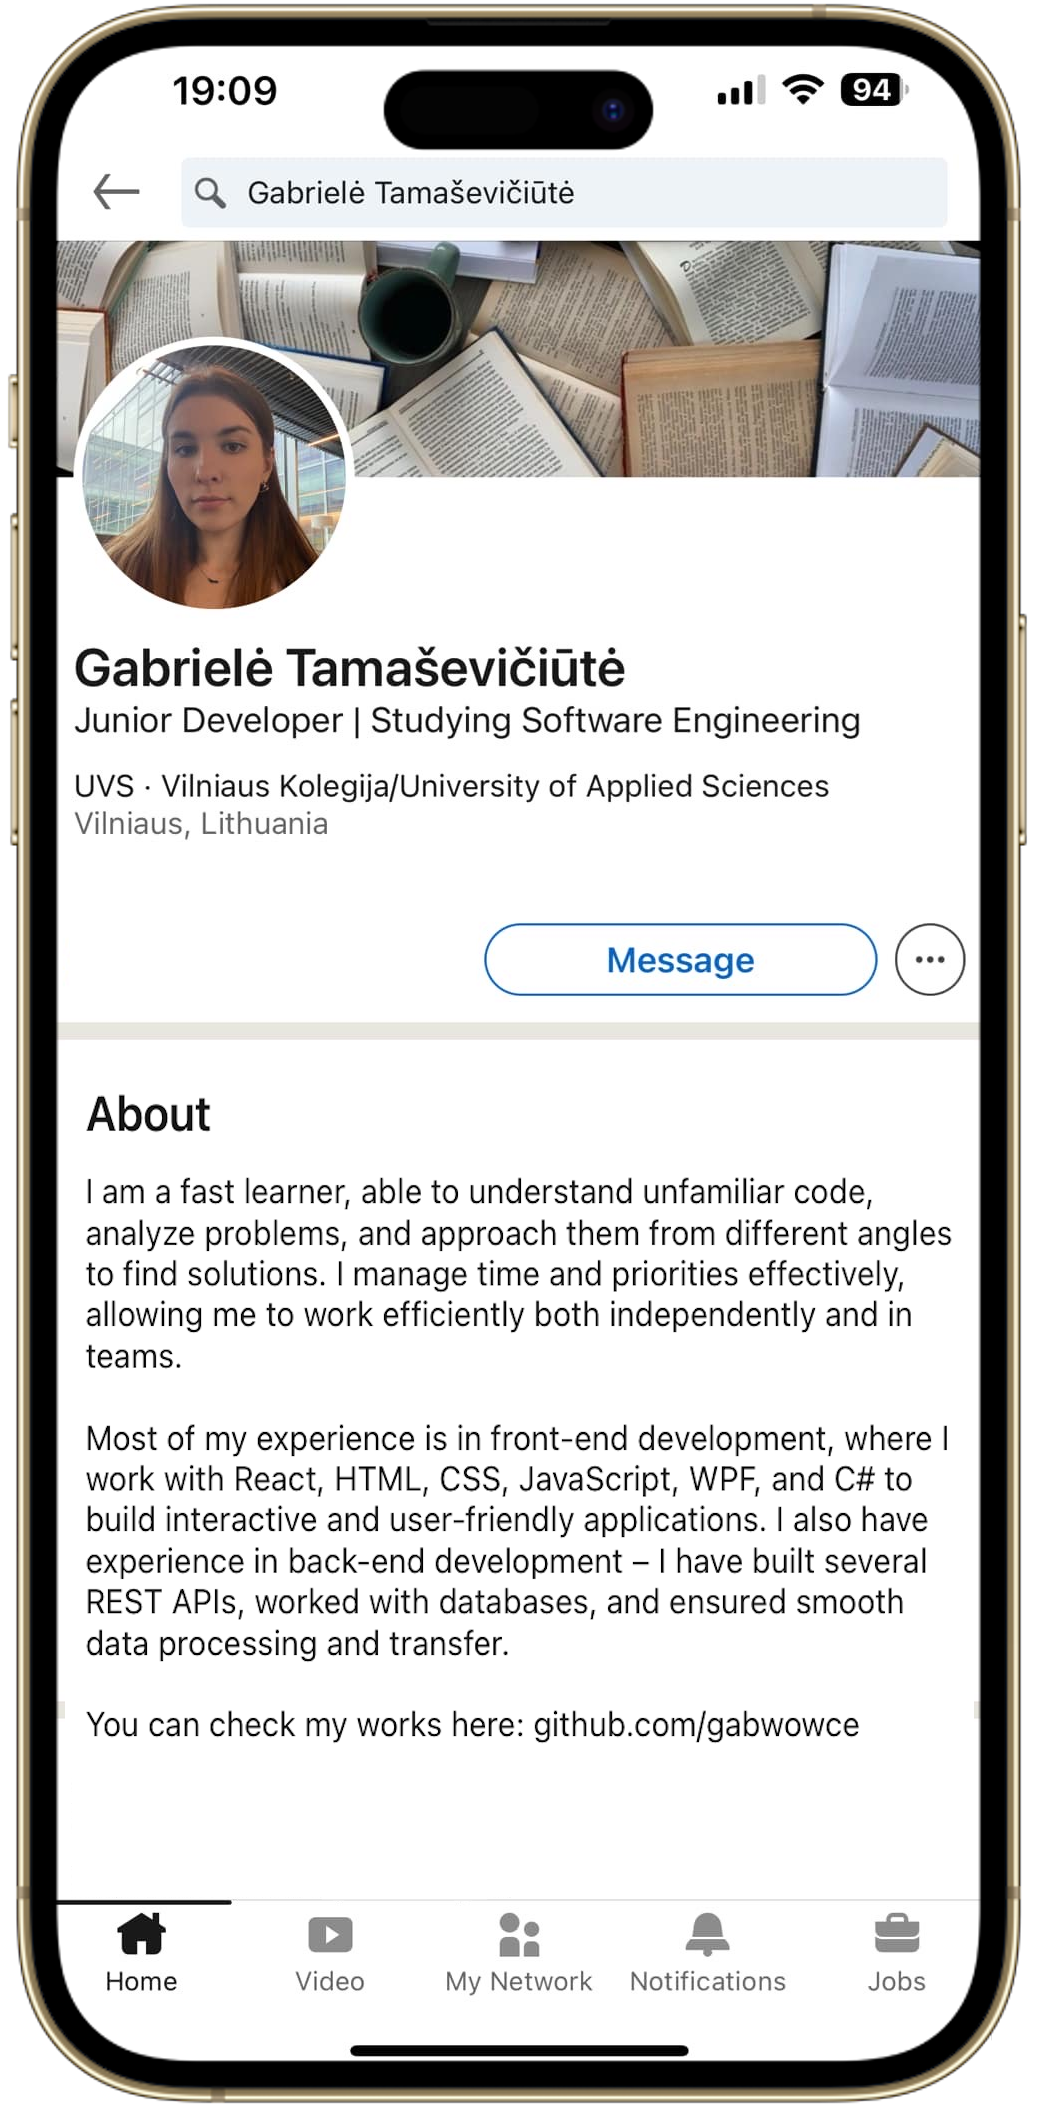 19:09
94
Gabrielė Tamaševičiūtė
Gabrielė Tamaševičiūtė
Junior Developer | Studying Software Engineering
UVS · Vilniaus Kolegija/University of Applied Sciences
Vilniaus, Lithuania
Message
About
I am a fast learner, able to understand unfamiliar code,
analyze problems, and approach them from different angles
to find solutions. I manage time and priorities effectively,
allowing me to work efficiently both independently and in
teams.
Most of my experience is in front-end development, where I
work with React, HTML, CSS, JavaScript, WPF, and C# to
build interactive and user-friendly applications. I also have
experience in back-end development – I have built several
REST APIs, worked with databases, and ensured smooth
data processing and transfer.
You can check my works here: github.com/gabwowce
Home
Video
My Network
Notifications
Jobs